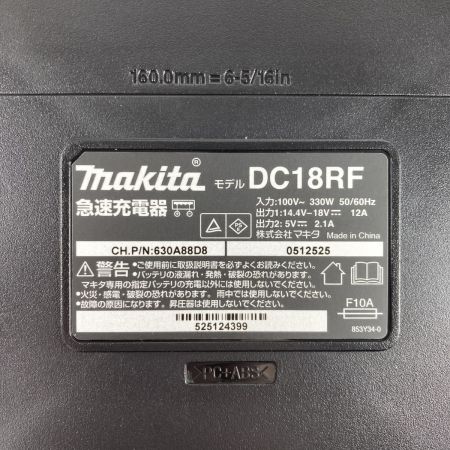 160.0mm=6-5/16in
makita® モデル DC18RF
急速充電器
入力:100V~ 330W 50/60Hz
出力1:14.4V-18V⎓ 12A
出力2:5V⎓ 2.1A
株式会社 マキタ Made in China
CH.P/N:630A88D8 0512525
警告
•ご使用前に取扱説明書を必ずよくお読みください。
•バッテリの液漏れ・発熱・破裂の恐れがあります。
マキタ専用の指定バッテリの充電以外には使用しないでください。
•火災・感電・破裂の恐れあり。雨中では使用しないでください。
•故障の原因になります。昇圧器は使用しないでください。
F10A
525124399
853Y34-0
>PC+ABS<